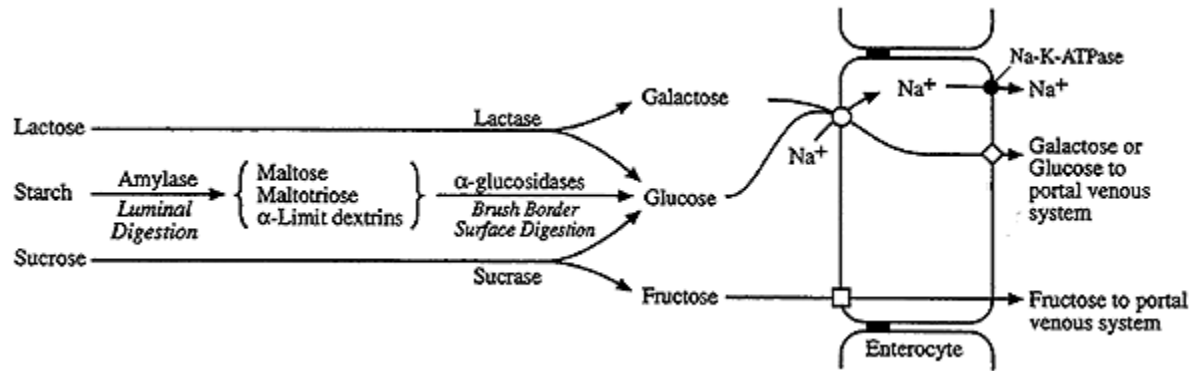 Lactose
Lactase
Galactose
Starch
Amylase
Luminal
Digestion
Maltose
Maltotriose
α-Limit dextrins
α-glucosidases
Brush Border
Surface Digestion
Glucose
Sucrose
Sucrase
Fructose
Na+
Na+
Na-K-ATPase
Na+
Galactose or
Glucose to
portal venous
system
Fructose to portal
venous system
Enterocyte